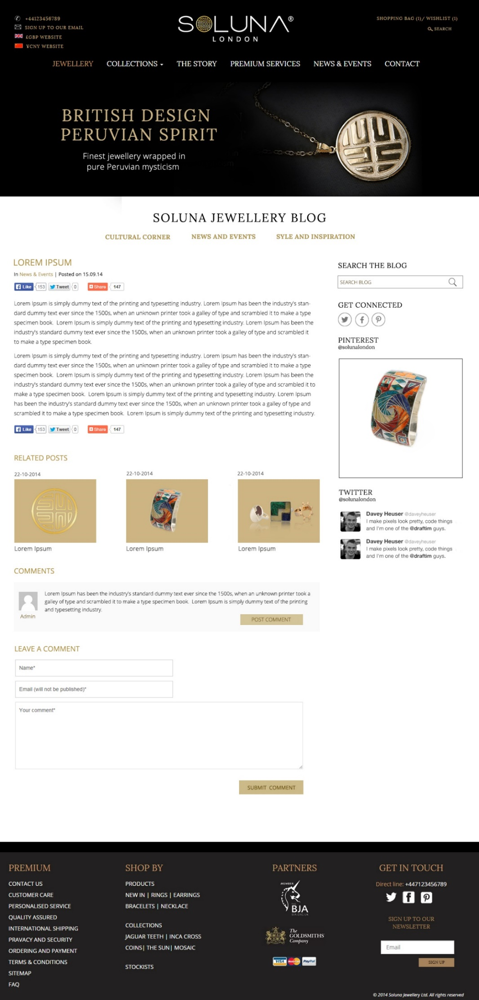 +44123456789
SIGN UP TO OUR EMAIL
£GBP WEBSITE
¥CNY WEBSITE
SOLUNA®
LONDON
SHOPPING BAG (1)/ WISHLIST (1)
SEARCH
JEWELLERY COLLECTIONS THE STORY PREMIUM SERVICES NEWS & EVENTS CONTACT
BRITISH DESIGN
PERUVIAN SPIRIT
Finest jewellery wrapped in
pure Peruvian mysticism
SOLUNA JEWELLERY BLOG
CULTURAL CORNER NEWS AND EVENTS SYLE AND INSPIRATION
LOREM IPSUM
In News & Events | Posted on 15.09.14
Like 153 Tweet 0 Share 147
Lorem Ipsum is simply dummy text of the printing and typesetting industry. Lorem Ipsum has been the industry's stan-
dard dummy text ever since the 1500s, when an unknown printer took a galley of type and scrambled it to make a type
specimen book. Lorem Ipsum is simply dummy text of the printing and typesetting industry. Lorem Ipsum has been the
industry's standard dummy text ever since the 1500s, when an unknown printer took a galley of type and scrambled it
to make a type specimen book.
Lorem Ipsum is simply dummy text of the printing and typesetting industry. Lorem Ipsum has been the industry's stan-
dard dummy text ever since the 1500s, when an unknown printer took a galley of type and scrambled it to make a type
specimen book. Lorem Ipsum is simply dummy text of the printing and typesetting industry. Lorem Ipsum has been the
industry's standard dummy text ever since the 1500s, when an unknown printer took a galley of type and scrambled it to
make a type specimen book. Lorem Ipsum is simply dummy text of the printing and typesetting industry. Lorem Ipsum
has been the industry's standard dummy text ever since the 1500s, when an unknown printer took a galley of type and
scrambled it to make a type specimen book. Lorem Ipsum is simply dummy text of the printing and typesetting industry.
Like 153 Tweet 0 Share 147
RELATED POSTS
22-10-2014 22-10-2014 22-10-2014
Lorem Ipsum Lorem Ipsum Lorem Ipsum
COMMENTS
Lorem Ipsum has been the industry's standard dummy text ever since the 1500s, when an unknown printer took a
galley of type and scrambled it to make a type specimen book. Lorem Ipsum is simply dummy text of the printing
and typesetting industry.
Admin
POST COMMENT
LEAVE A COMMENT
Name*
Email (will not be published)*
Your comment*
SUBMIT COMMENT
SEARCH THE BLOG
SEARCH BLOG
GET CONNECTED
PINTEREST
@solunalondon
TWITTER
@solunalondon
Davey Heuser @daveyheuser
I make pixels look pretty, code things
and I'm one of the @draftim guys.
Davey Heuser @daveyheuser
I make pixels look pretty, code things
and I'm one of the @draftim guys.
PREMIUM
CONTACT US
CUSTOMER CARE
PERSONALISED SERVICE
QUALITY ASSURED
INTERNATIONAL SHIPPING
PRAVACY AND SECURITY
ORDERING AND PAYMENT
TERMS & CONDITIONS
SITEMAP
FAQ
SHOP BY
PRODUCTS
NEW IN | RINGS | EARRINGS
BRACELETS | NECKLACE
COLLECTIONS
JAGUAR TEETH | INCA CROSS
COINS| THE SUN| MOSAIC
STOCKISTS
PARTNERS
MEMBER
THE
BJA
BJA.ORG.UK
The
GOLDSMITHS'
Company
VISA MasterCard PayPal
GET IN TOUCH
Direct line: +447123456789
SIGN UP TO OUR
NEWSLETTER
Email
SIGN UP
© 2014 Soluna Jewellery Ltd. All rights reserved